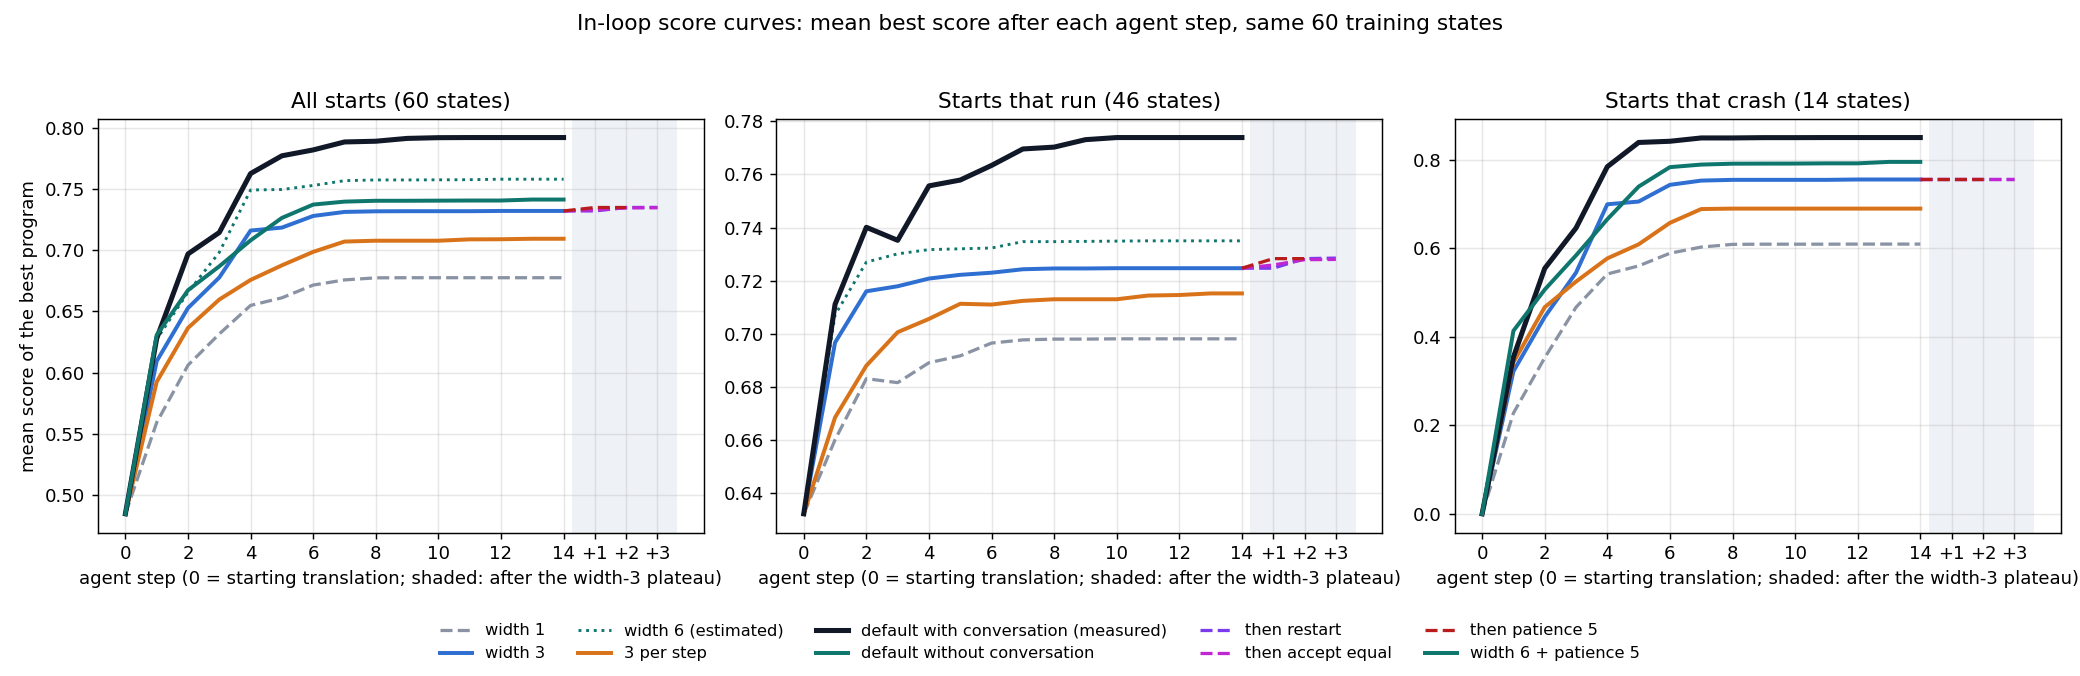 In-loop score curves: mean best score after each agent step, same 60 training states
All starts (60 states)
mean score of the best program
0.80
0.75
0.70
0.65
0.60
0.55
0.50
0 2 4 6 8 10 12 14 +1 +2 +3
agent step (0 = starting translation; shaded: after the width-3 plateau)
Starts that run (46 states)
0.78
0.76
0.74
0.72
0.70
0.68
0.66
0.64
0 2 4 6 8 10 12 14 +1 +2 +3
agent step (0 = starting translation; shaded: after the width-3 plateau)
Starts that crash (14 states)
0.8
0.6
0.4
0.2
0.0
0 2 4 6 8 10 12 14 +1 +2 +3
agent step (0 = starting translation; shaded: after the width-3 plateau)
width 1 width 6 (estimated) default with conversation (measured) then restart then patience 5
width 3 3 per step default without conversation then accept equal width 6 + patience 5